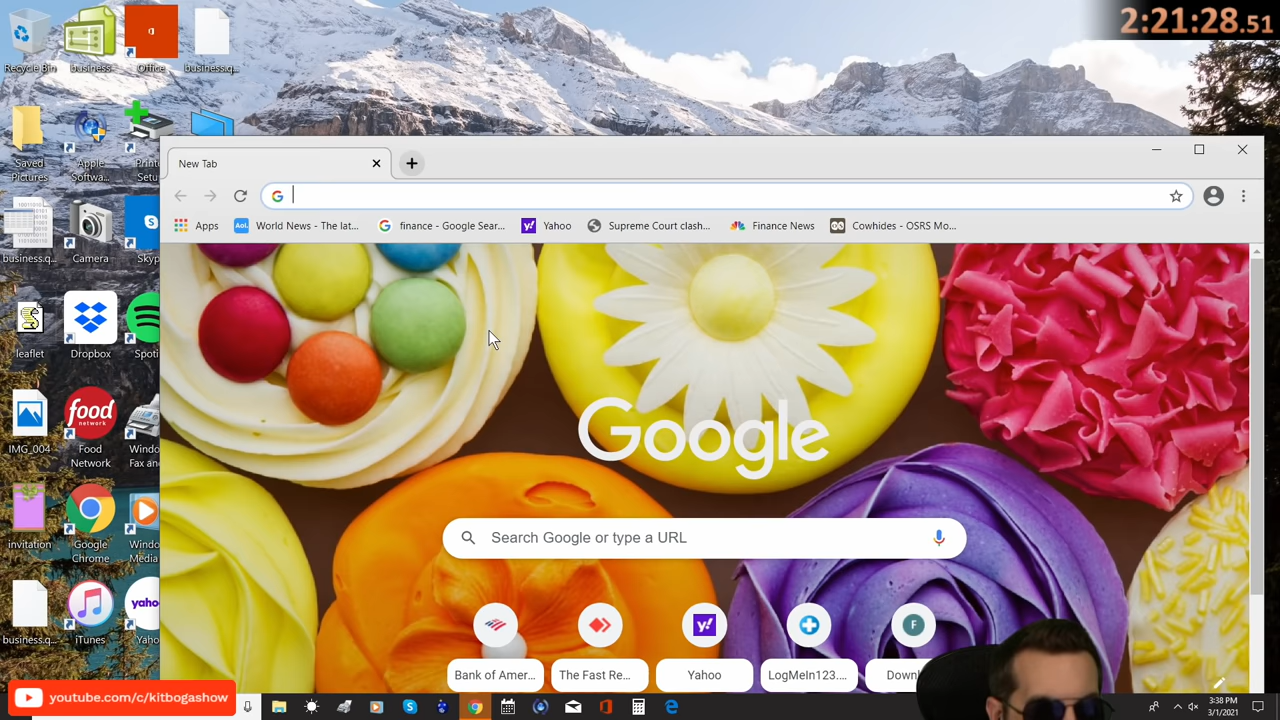 2:21:28.51
Recycle Bin
business
Office
business.q...
a
Saved Pictures
Apple Softwa...
Printe Setu
business.q...
Camera
Skyp
leaflet
Dropbox
Spoti
IMG_004
food network
Food Network
Windo Fax an
invitation
Google Chrome
Windo Media
business.q...
iTunes
yaho
Yaho
New Tab
G
Apps
Aol.
World News - The lat...
G
finance - Google Sear...
y!
Yahoo
Supreme Court clash...
Finance News
Cowhides - OSRS Mo...
Google
Search Google or type a URL
y!
F
Bank of Amer...
The Fast Re...
Yahoo
LogMeIn123....
Downl
youtube.com/c/kitbogashow
3:38 PM
3/1/2021